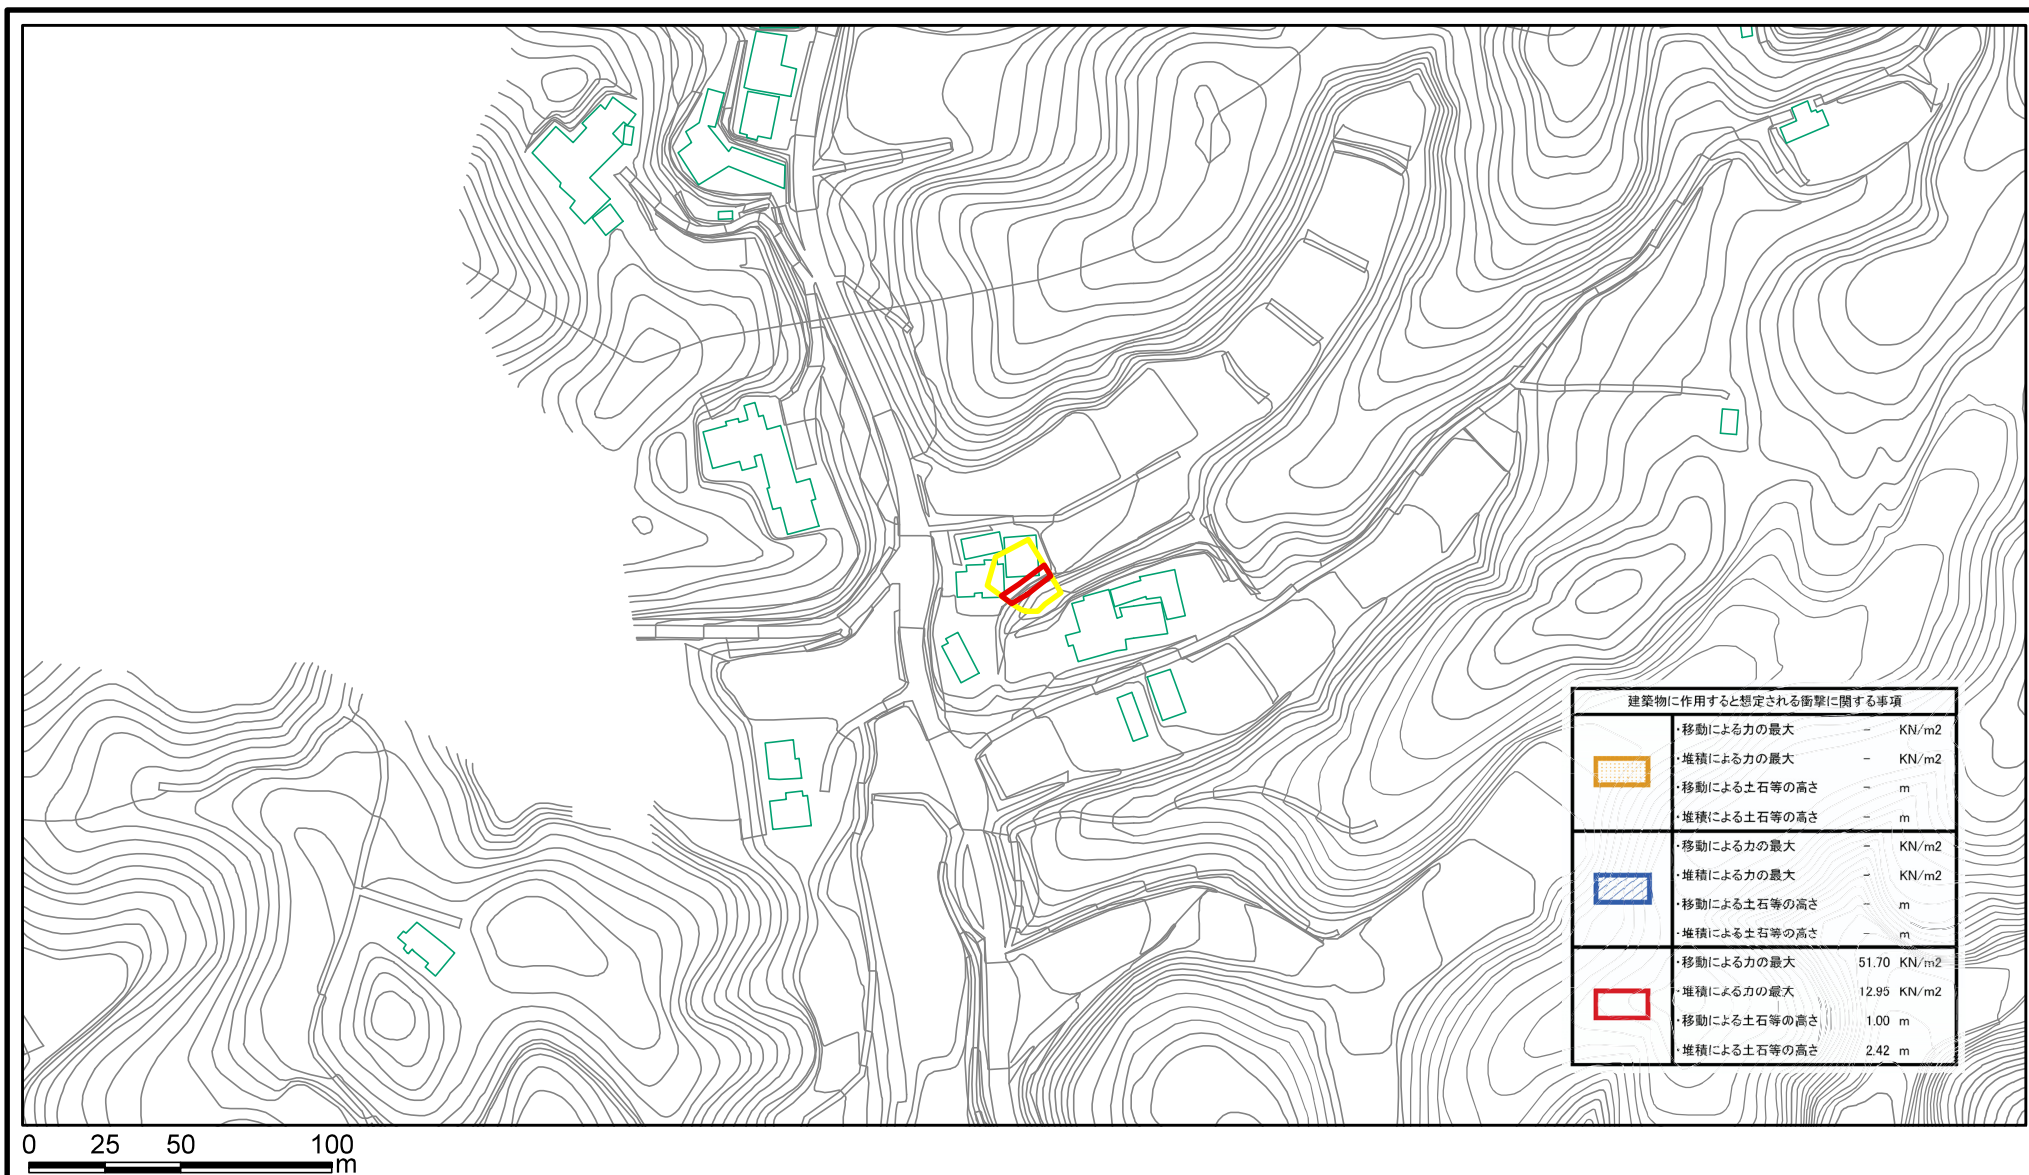 建築物に作用すると想定される衝撃に関する事項
・移動による力の最大 - KN/m2
・堆積による力の最大 - KN/m2
・移動による土石等の高さ - m
・堆積による土石等の高さ - m
・移動による力の最大 - KN/m2
・堆積による力の最大 - KN/m2
・移動による土石等の高さ - m
・堆積による土石等の高さ - m
・移動による力の最大 51.70 KN/m2
・堆積による力の最大 12.95 KN/m2
・移動による土石等の高さ 1.00 m
・堆積による土石等の高さ 2.42 m
0 25 50 100
m